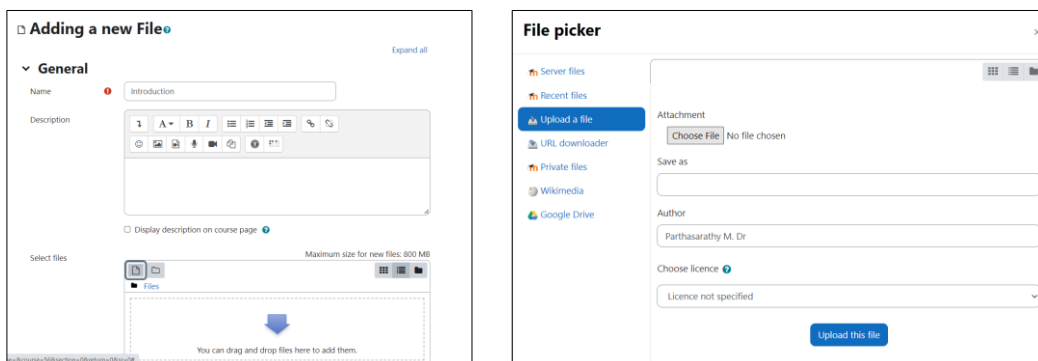 Adding a new File
Expand all
General
Name
Introduction
Description
Display description on course page
Select files
Maximum size for new files: 800 MB
Files
You can drag and drop files here to add them.
File picker
Server files
Recent files
Upload a file
URL downloader
Private files
Wikimedia
Google Drive
Attachment
Choose File No file chosen
Save as
Author
Parthasarathy M. Dr
Choose licence
Licence not specified
Upload this file